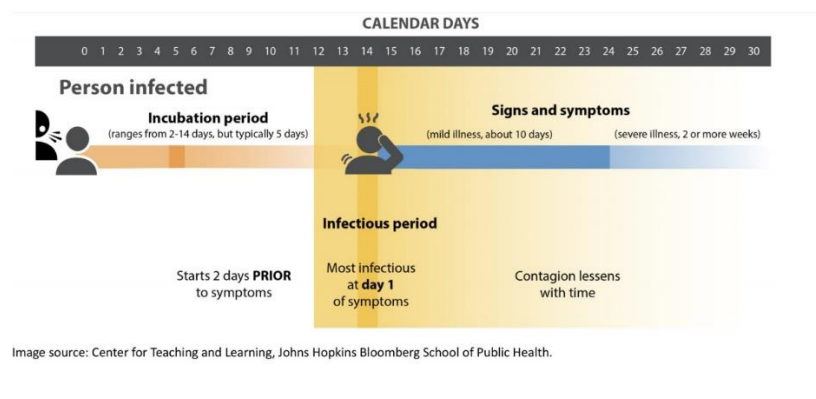 CALENDAR DAYS
0 1 2 3 4 5 6 7 8 9 10 11 12 13 14 15 16 17 18 19 20 21 22 23 24 25 26 27 28 29 30
Person infected
Incubation period
(ranges from 2-14 days, but typically 5 days)
Signs and symptoms
(mild illness, about 10 days)
(severe illness, 2 or more weeks)
Infectious period
Starts 2 days PRIOR
to symptoms
Most infectious
at day 1
of symptoms
Contagion lessens
with time
Image source: Center for Teaching and Learning, Johns Hopkins Bloomberg School of Public Health.